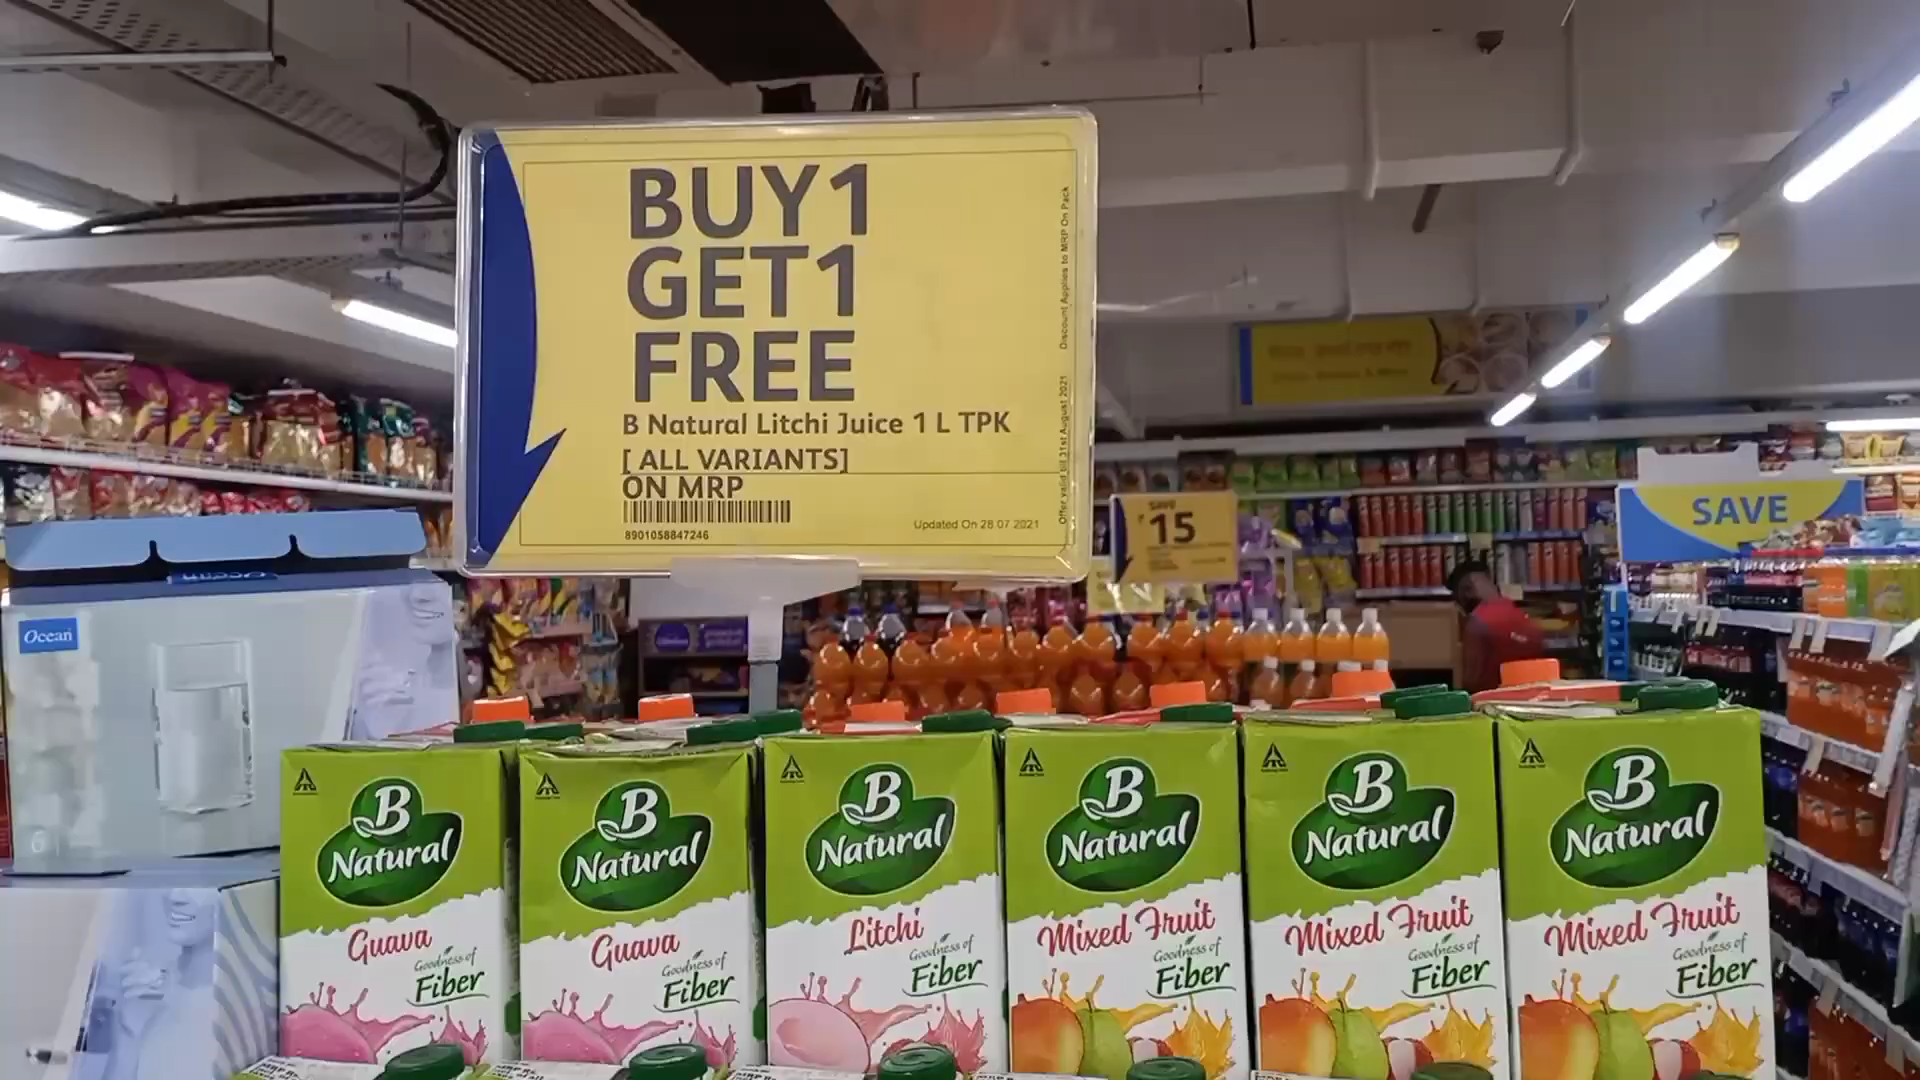 BUY1
GET1
FREE
B Natural Litchi Juice 1 L TPK
[ ALL VARIANTS]
ON MRP
8901058847246
Updated On 28 07 2021
Offer valid till 31st August 2021
Discount Applies to MRP On Pack
SAVE
15
SAVE
Ocean
B
Natural
Guava
Goodness of
Fiber
B
Natural
Guava
Goodness of
Fiber
B
Natural
Litchi
Goodness of
Fiber
B
Natural
Mixed Fruit
Goodness of
Fiber
B
Natural
Mixed Fruit
Goodness of
Fiber
B
Natural
Mixed Fruit
Goodness of
Fiber